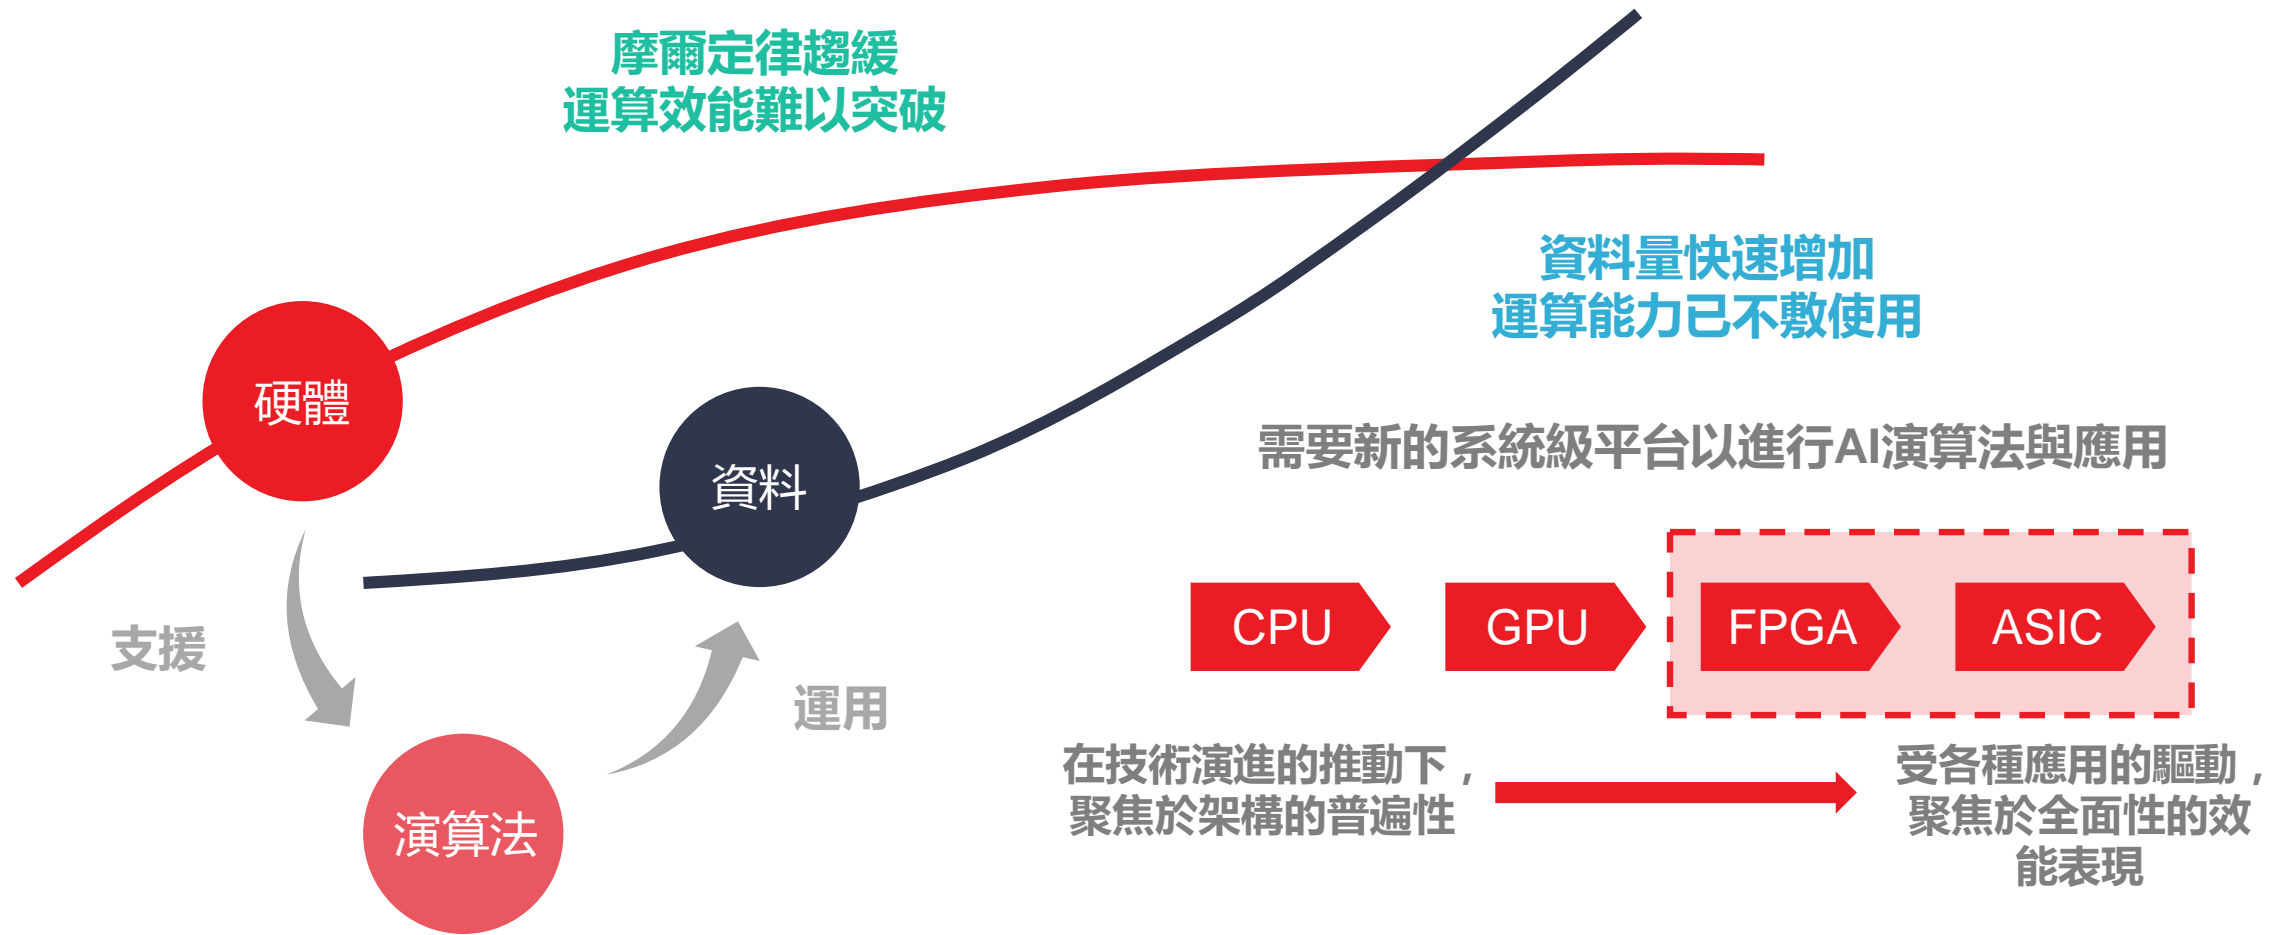 摩爾定律趨緩
運算效能難以突破
資料量快速增加
運算能力已不敷使用
硬體
資料
需要新的系統級平台以進行AI演算法與應用
CPU
GPU
FPGA
ASIC
支援
運用
演算法
在技術演進的推動下，
聚焦於架構的普遍性
受各種應用的驅動，
聚焦於全面性的效
能表現